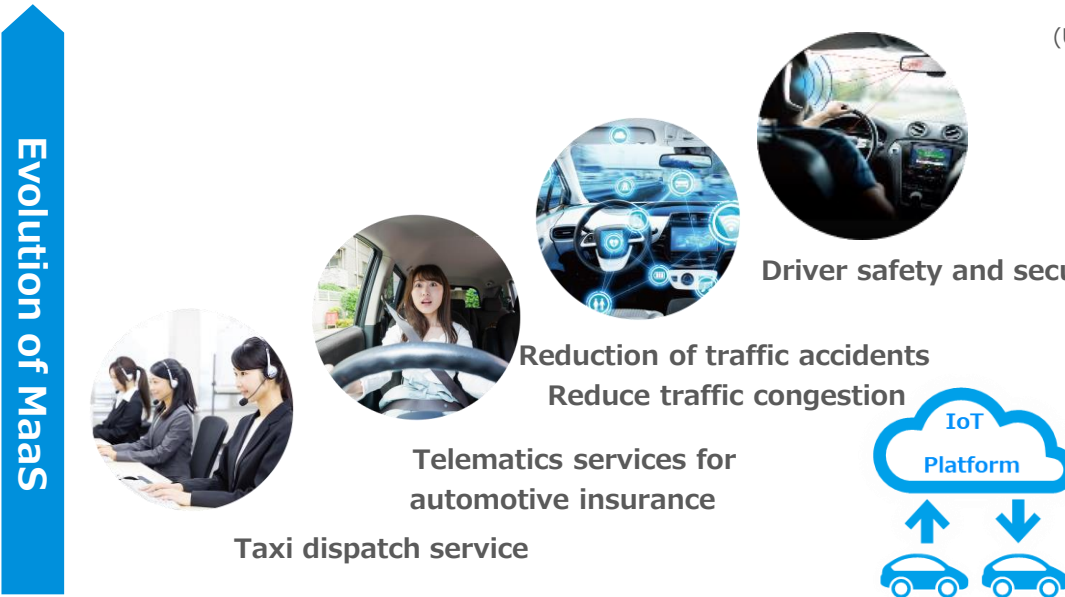 Evolution of MaaS
Driver safety and
Reduction of traffic accidents
Reduce traffic congestion
IoT
Platform
Telematics services for
automotive insurance
Taxi dispatch service